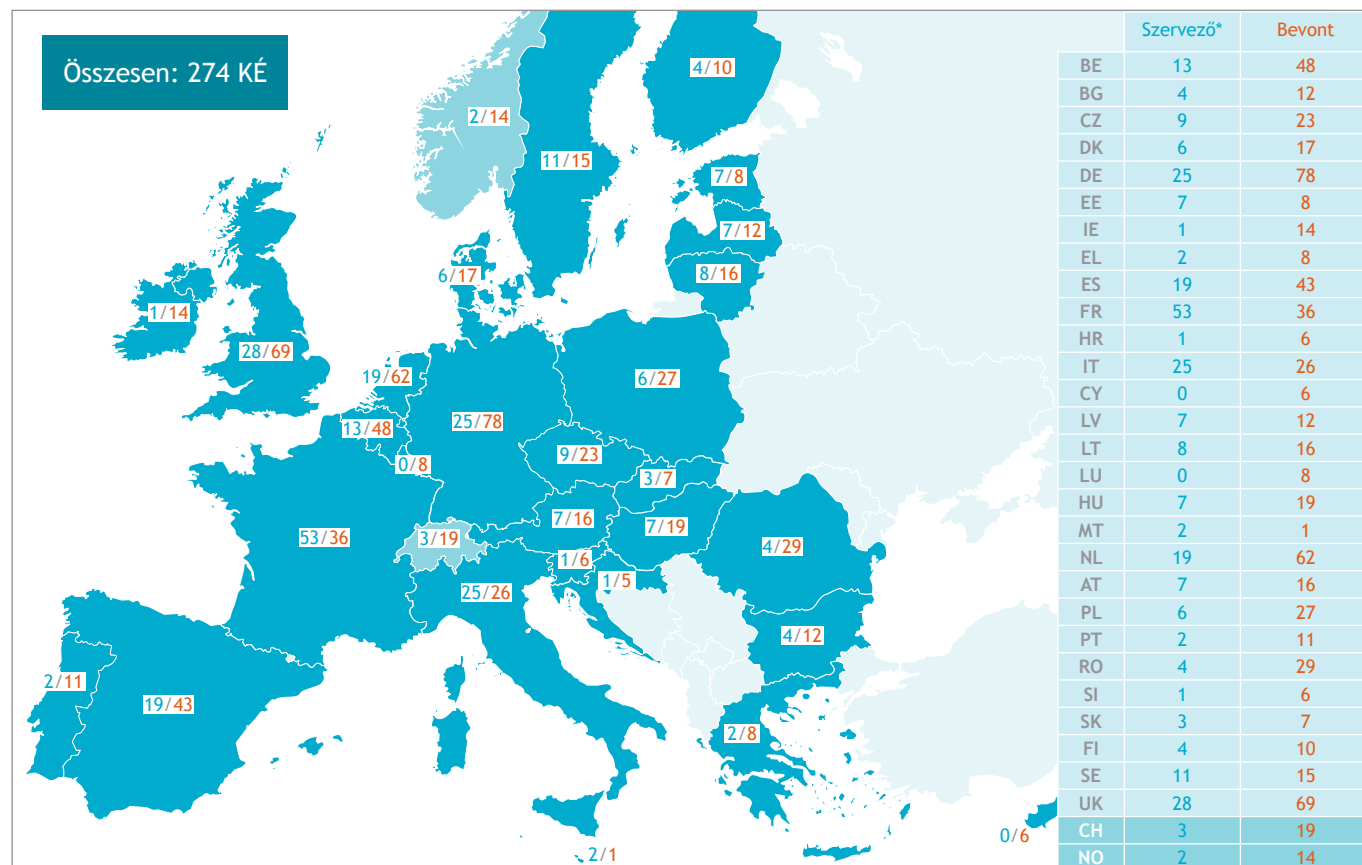 Összesen: 274 KÉ
4/10
2/14
11/15
7/8
7/12
8/16
6/17
1/14
28/69
19/62
6/27
13/48
25/78
0/8
9/23
3/7
53/36
3/19
7/16
7/19
4/29
1/6
1/5
25/26
4/12
2/11
19/43
2/8
0/6
2/1
Szervező* Bevont
BE 13 48
BG 4 12
CZ 9 23
DK 6 17
DE 25 78
EE 7 8
IE 1 14
EL 2 8
ES 19 43
FR 53 36
HR 1 6
IT 25 26
CY 0 6
LV 7 12
LT 8 16
LU 0 8
HU 7 19
MT 2 1
NL 19 62
AT 7 16
PL 6 27
PT 2 11
RO 4 29
SI 1 6
SK 3 7
FI 4 10
SE 11 15
UK 28 69
CH 3 19
NO 2 14